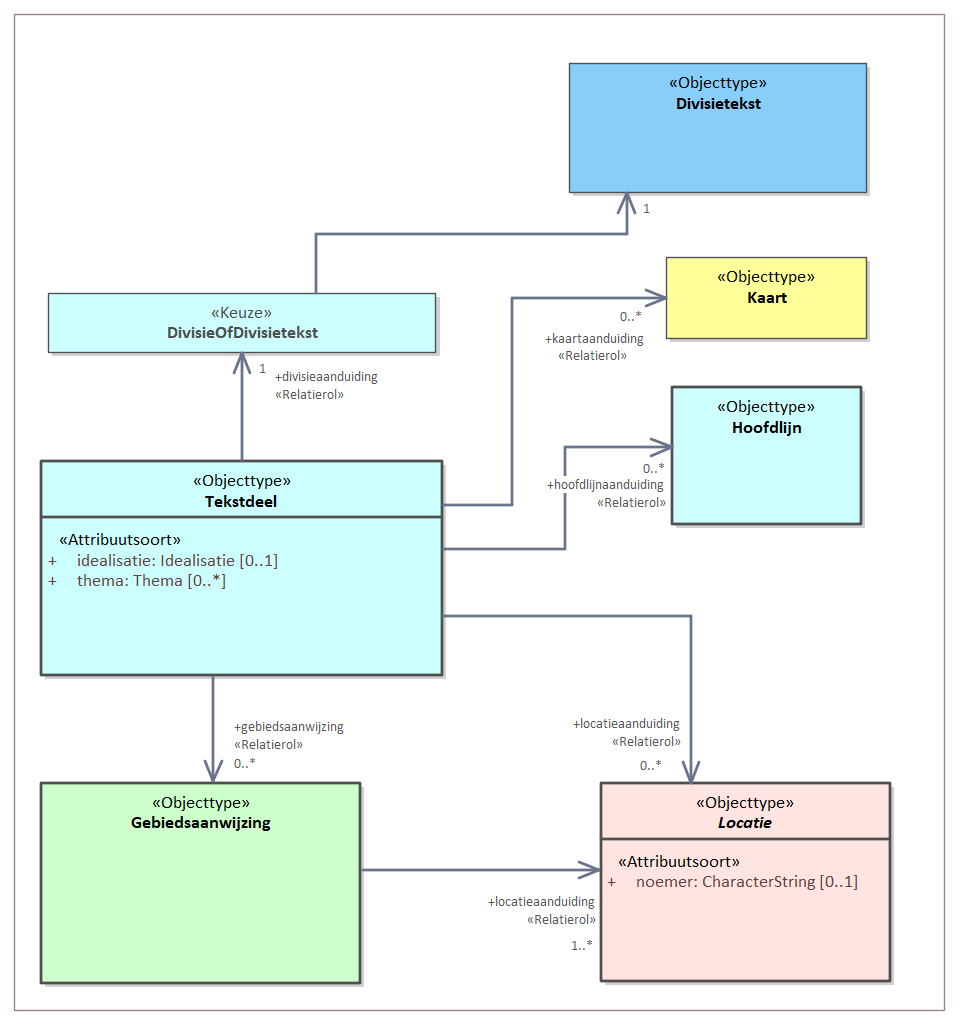 «Objecttype»
Divisietekst
1
«Keuze»
DivisieOfDivisietekst
«Objecttype»
Kaart
0..*
+kaartaanduiding
«Relatierol»
1
+divisieaanduiding
«Relatierol»
«Objecttype»
Hoofdlijn
0..*
+hoofdlijnaanduiding
«Relatierol»
«Objecttype»
Tekstdeel
«Attribuutsoort»
+ idealisatie: Idealisatie [0..1]
+ thema: Thema [0..*]
+gebiedsaanwijzing
«Relatierol»
0..*
+locatieaanduiding
«Relatierol»
0..*
«Objecttype»
Gebiedsaanwijzing
«Objecttype»
Locatie
«Attribuutsoort»
+ noemer: CharacterString [0..1]
+locatieaanduiding
«Relatierol»
1..*